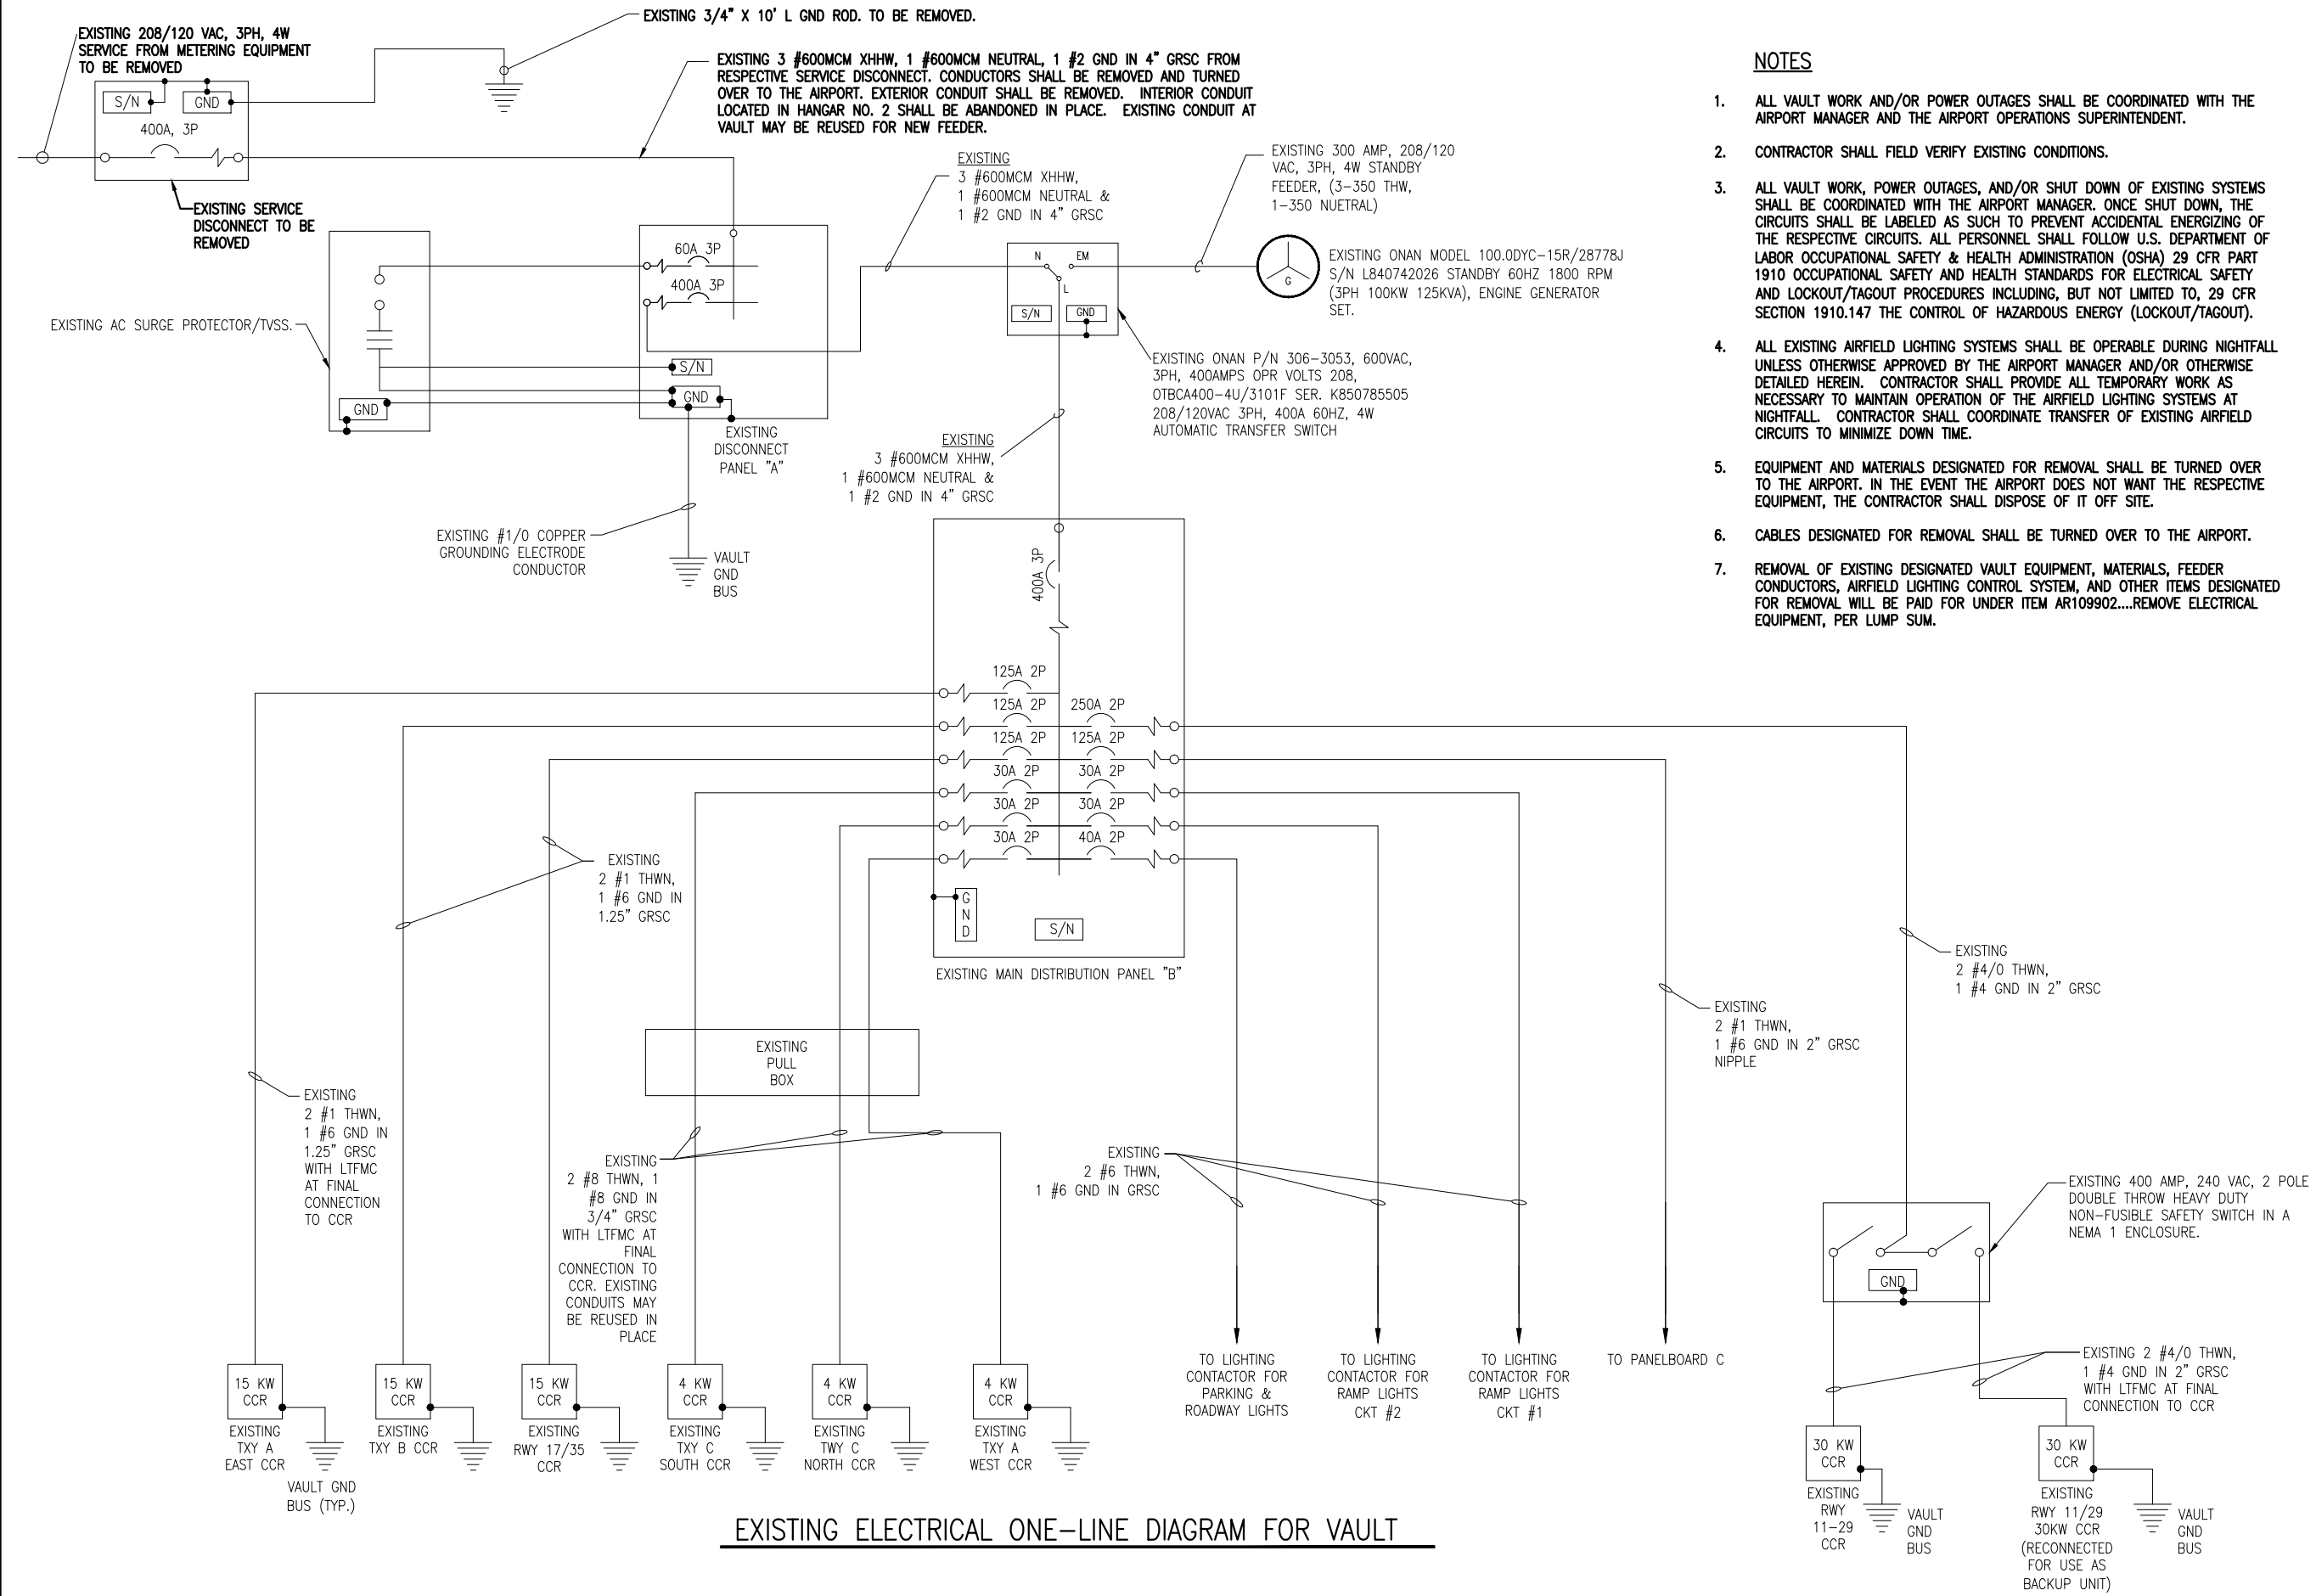 EXISTING 3/4" X 10' L GND ROD. TO BE REMOVED.
EXISTING 208/120 VAC, 3PH, 4W
SERVICE FROM METERING EQUIPMENT
TO BE REMOVED
S/N
GND
400A, 3P
EXISTING SERVICE
DISCONNECT TO BE
REMOVED
EXISTING 3 #600MCM XHHW, 1 #600MCM NEUTRAL, 1 #2 GND IN 4" GRSC FROM
RESPECTIVE SERVICE DISCONNECT. CONDUCTORS SHALL BE REMOVED AND TURNED
OVER TO THE AIRPORT. EXTERIOR CONDUIT SHALL BE REMOVED. INTERIOR CONDUIT
LOCATED IN HANGAR NO. 2 SHALL BE ABANDONED IN PLACE. EXISTING CONDUIT AT
VAULT MAY BE REUSED FOR NEW FEEDER.
EXISTING
3 #600MCM XHHW,
1 #600MCM NEUTRAL &
1 #2 GND IN 4" GRSC
EXISTING 300 AMP, 208/120
VAC, 3PH, 4W STANDBY
FEEDER, (3-350 THW,
1-350 NUETRAL)
N
EM
L
S/N
GND
G
EXISTING ONAN MODEL 100.0DYC-15R/28778J
S/N L840742026 STANDBY 60HZ 1800 RPM
(3PH 100KW 125KVA), ENGINE GENERATOR
SET.
EXISTING ONAN P/N 306-3053, 600VAC,
3PH, 400AMPS OPR VOLTS 208,
OTBCA400-4U/3101F SER. K850785505
208/120VAC 3PH, 400A 60HZ, 4W
AUTOMATIC TRANSFER SWITCH
EXISTING AC SURGE PROTECTOR/TVSS.
GND
60A 3P
400A 3P
S/N
GND
EXISTING
DISCONNECT
PANEL "A"
EXISTING
3 #600MCM XHHW,
1 #600MCM NEUTRAL &
1 #2 GND IN 4" GRSC
EXISTING #1/0 COPPER
GROUNDING ELECTRODE
CONDUCTOR
VAULT
GND
BUS
400A 3P
125A 2P
125A 2P 250A 2P
125A 2P 125A 2P
30A 2P 30A 2P
30A 2P 30A 2P
30A 2P 40A 2P
G
N
D
S/N
EXISTING MAIN DISTRIBUTION PANEL "B"
EXISTING
2 #1 THWN,
1 #6 GND IN
1.25" GRSC
EXISTING
PULL
BOX
EXISTING
2 #1 THWN,
1 #6 GND IN
1.25" GRSC
WITH LTFMC
AT FINAL
CONNECTION
TO CCR
EXISTING
2 #8 THWN, 1
#8 GND IN
3/4" GRSC
WITH LTFMC AT
FINAL
CONNECTION TO
CCR. EXISTING
CONDUITS MAY
BE REUSED IN
PLACE
EXISTING
2 #6 THWN,
1 #6 GND IN GRSC
EXISTING
2 #4/0 THWN,
1 #4 GND IN 2" GRSC
EXISTING
2 #1 THWN,
1 #6 GND IN 2" GRSC
NIPPLE
EXISTING 400 AMP, 240 VAC, 2 POLE
DOUBLE THROW HEAVY DUTY
NON-FUSIBLE SAFETY SWITCH IN A
NEMA 1 ENCLOSURE.
GND
EXISTING 2 #4/0 THWN,
1 #4 GND IN 2" GRSC
WITH LTFMC AT FINAL
CONNECTION TO CCR
15 KW
CCR
EXISTING
TXY A
EAST CCR
VAULT GND
BUS (TYP.)
15 KW
CCR
EXISTING
TXY B CCR
15 KW
CCR
EXISTING
RWY 17/35
CCR
4 KW
CCR
EXISTING
TXY C
SOUTH CCR
4 KW
CCR
EXISTING
TWY C
NORTH CCR
4 KW
CCR
EXISTING
TXY A
WEST CCR
TO LIGHTING
CONTACTOR FOR
PARKING &
ROADWAY LIGHTS
TO LIGHTING
CONTACTOR FOR
RAMP LIGHTS
CKT #2
TO LIGHTING
CONTACTOR FOR
RAMP LIGHTS
CKT #1
TO PANELBOARD C
30 KW
CCR
EXISTING
RWY
11-29
CCR
VAULT
GND
BUS
30 KW
CCR
EXISTING
RWY 11/29
30KW CCR
(RECONNECTED
FOR USE AS
BACKUP UNIT)
VAULT
GND
BUS
EXISTING ELECTRICAL ONE-LINE DIAGRAM FOR VAULT
NOTES
1. ALL VAULT WORK AND/OR POWER OUTAGES SHALL BE COORDINATED WITH THE
AIRPORT MANAGER AND THE AIRPORT OPERATIONS SUPERINTENDENT.
2. CONTRACTOR SHALL FIELD VERIFY EXISTING CONDITIONS.
3. ALL VAULT WORK, POWER OUTAGES, AND/OR SHUT DOWN OF EXISTING SYSTEMS
SHALL BE COORDINATED WITH THE AIRPORT MANAGER. ONCE SHUT DOWN, THE
CIRCUITS SHALL BE LABELED AS SUCH TO PREVENT ACCIDENTAL ENERGIZING OF
THE RESPECTIVE CIRCUITS. ALL PERSONNEL SHALL FOLLOW U.S. DEPARTMENT OF
LABOR OCCUPATIONAL SAFETY & HEALTH ADMINISTRATION (OSHA) 29 CFR PART
1910 OCCUPATIONAL SAFETY AND HEALTH STANDARDS FOR ELECTRICAL SAFETY
AND LOCKOUT/TAGOUT PROCEDURES INCLUDING, BUT NOT LIMITED TO, 29 CFR
SECTION 1910.147 THE CONTROL OF HAZARDOUS ENERGY (LOCKOUT/TAGOUT).
4. ALL EXISTING AIRFIELD LIGHTING SYSTEMS SHALL BE OPERABLE DURING NIGHTFALL
UNLESS OTHERWISE APPROVED BY THE AIRPORT MANAGER AND/OR OTHERWISE
DETAILED HEREIN. CONTRACTOR SHALL PROVIDE ALL TEMPORARY WORK AS
NECESSARY TO MAINTAIN OPERATION OF THE AIRFIELD LIGHTING SYSTEMS AT
NIGHTFALL. CONTRACTOR SHALL COORDINATE TRANSFER OF EXISTING AIRFIELD
CIRCUITS TO MINIMIZE DOWN TIME.
5. EQUIPMENT AND MATERIALS DESIGNATED FOR REMOVAL SHALL BE TURNED OVER
TO THE AIRPORT. IN THE EVENT THE AIRPORT DOES NOT WANT THE RESPECTIVE
EQUIPMENT, THE CONTRACTOR SHALL DISPOSE OF IT OFF SITE.
6. CABLES DESIGNATED FOR REMOVAL SHALL BE TURNED OVER TO THE AIRPORT.
7. REMOVAL OF EXISTING DESIGNATED VAULT EQUIPMENT, MATERIALS, FEEDER
CONDUCTORS, AIRFIELD LIGHTING CONTROL SYSTEM, AND OTHER ITEMS DESIGNATED
FOR REMOVAL WILL BE PAID FOR UNDER ITEM AR109902....REMOVE ELECTRICAL
EQUIPMENT, PER LUMP SUM.